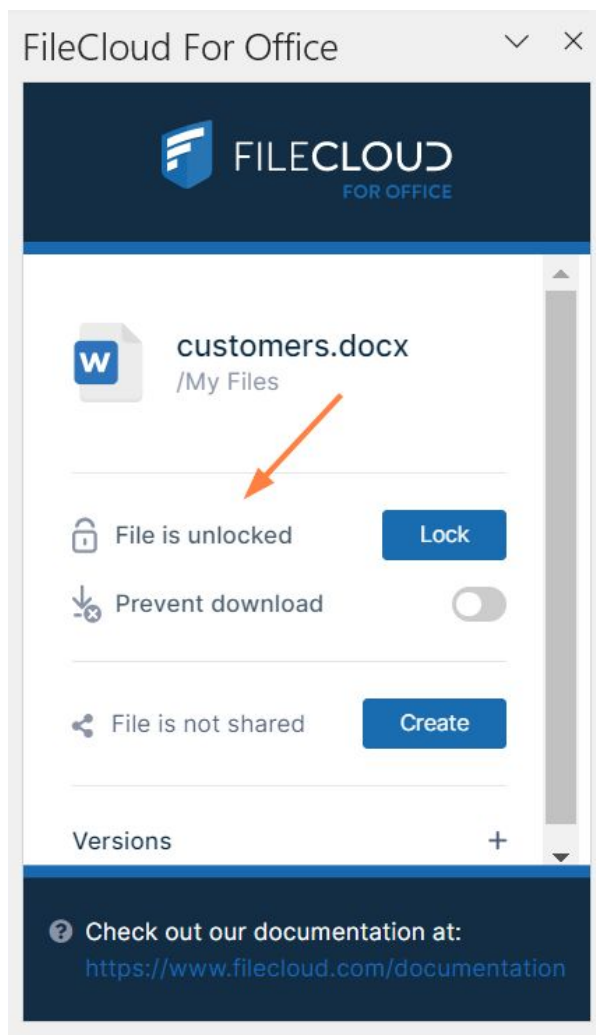 FileCloud For Office
FILECLOUD
FOR OFFICE
W
customers.docx
/My Files
File is unlocked
Lock
Prevent download
File is not shared
Create
Versions
+
Check out our documentation at:
https://www.filecloud.com/documentation